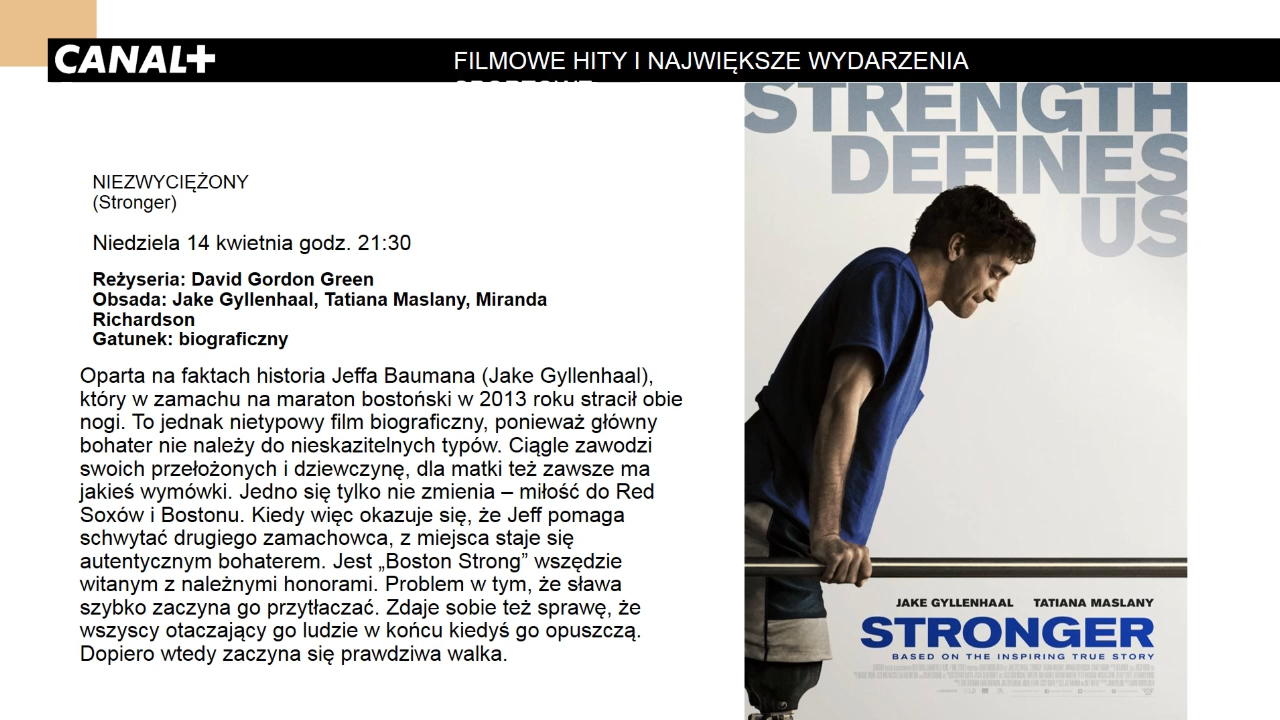 CANAL+
FILMOWE HITY I NAJWIĘKSZE WYDARZENIA
STRENGTH
DEFINES
US
NIEZWYCIĘŻONY
(Stronger)
Niedziela 14 kwietnia godz. 21:30
Reżyseria: David Gordon Green
Obsada: Jake Gyllenhaal, Tatiana Maslany, Miranda
Richardson
Gatunek: biograficzny
Oparta na faktach historia Jeffa Baumana (Jake Gyllenhaal),
który w zamachu na maraton bostoński w 2013 roku stracił obie
nogi. To jednak nietypowy film biograficzny, ponieważ główny
bohater nie należy do nieskazitelnych typów. Ciągle zawodzi
swoich przełożonych i dziewczynę, dla matki też zawsze ma
jakieś wymówki. Jedno się tylko nie zmienia – miłość do Red
Soxów i Bostonu. Kiedy więc okazuje się, że Jeff pomaga
schwytać drugiego zamachowca, z miejsca staje się
autentycznym bohaterem. Jest „Boston Strong” wszędzie
witanym z należnymi honorami. Problem w tym, że sława
szybko zaczyna go przytłaczać. Zdaje sobie też sprawę, że
wszyscy otaczający go ludzie w końcu kiedyś go opuszczą.
Dopiero wtedy zaczyna się prawdziwa walka.
JAKE GYLLENHAAL TATIANA MASLANY
STRONGER
BASED ON THE INSPIRING TRUE STORY